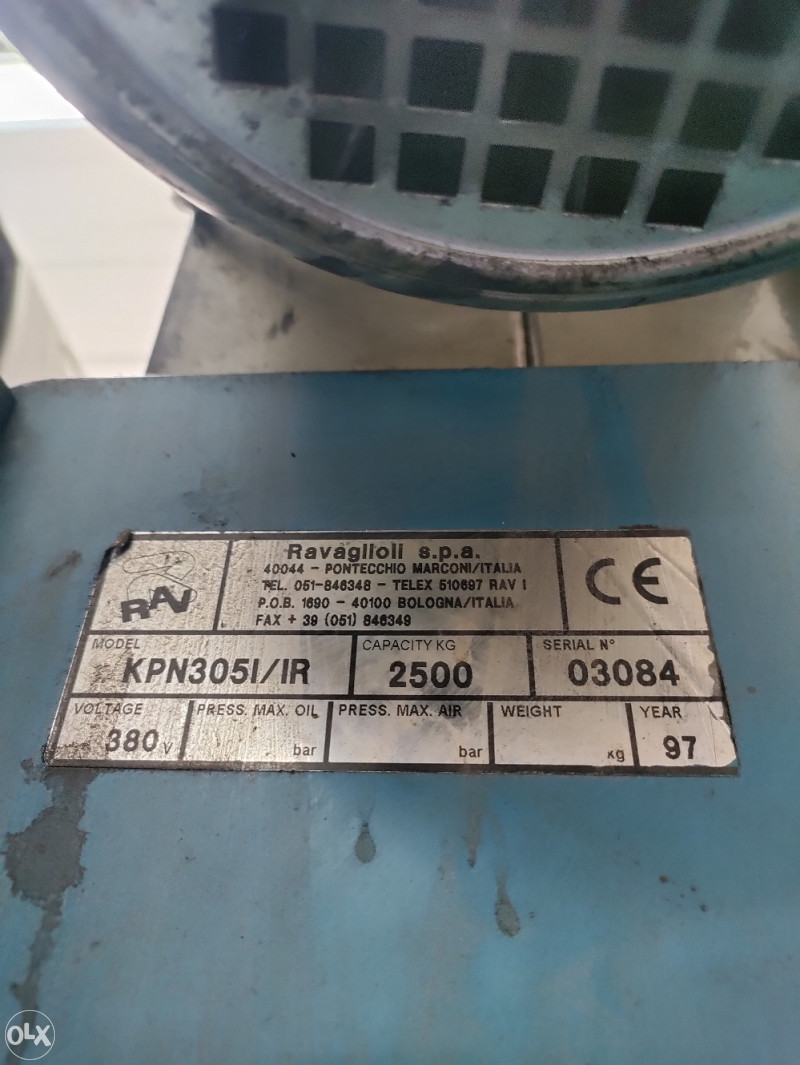 RAV
Ravaglioli s.p.a.
40044 - PONTECCHIO MARCONI/ITALIA
TEL. 051-846348 - TELEX 510697 RAV I
P.O.B. 1690 - 40100 BOLOGNA/ITALIA
FAX + 39 (051) 846349
CE
MODEL
KPN305I/IR
CAPACITY KG
2500
SERIAL N°
03084
VOLTAGE
380 V
PRESS. MAX. OIL
bar
PRESS. MAX. AIR
bar
WEIGHT
kg
YEAR
97
OLX